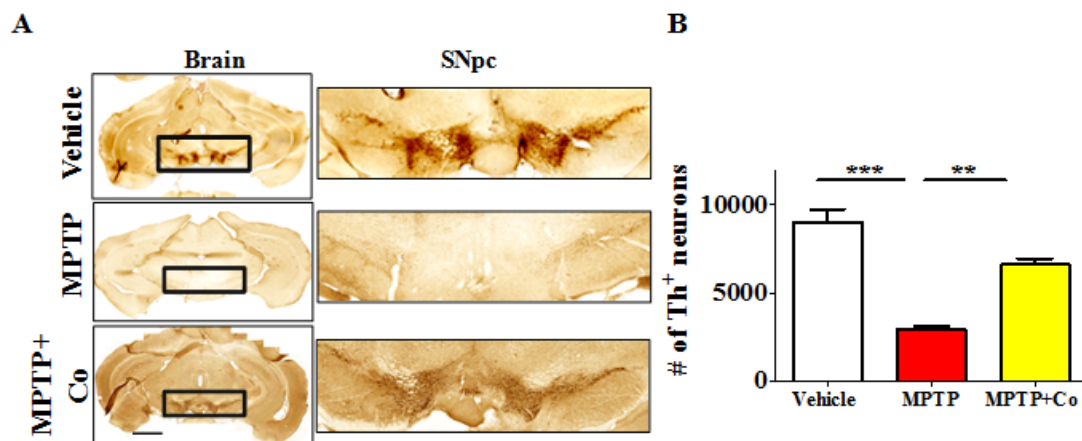 A
Brain
SNpc
Vehicle
MPTP
MPTP+
Co
B
# of Th⁺ neurons
10000
5000
0
***
**
Vehicle
MPTP
MPTP+Co